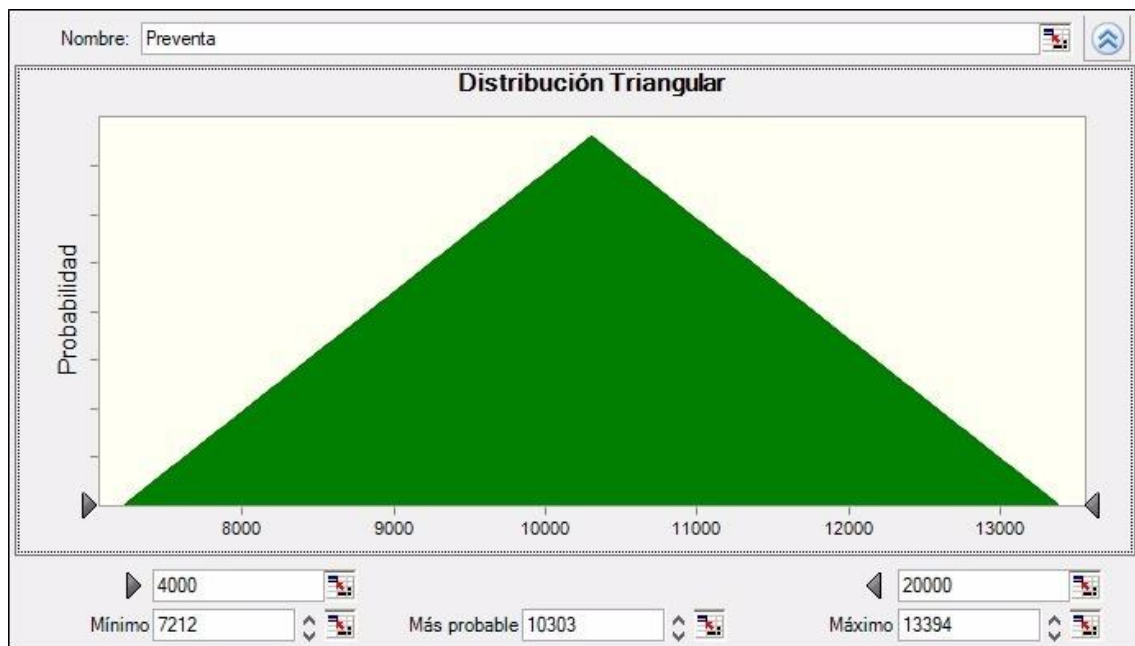 Nombre: Preventa
Distribución Triangular
Probabilidad
8000 9000 10000 11000 12000 13000
4000 20000
Mínimo 7212 Más probable 10303 Máximo 13394